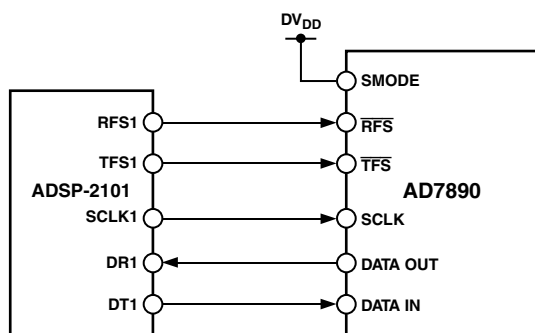 DVDD
SMODE
RFS1
RFS
TFS1
TFS
ADSP-2101
AD7890
SCLK1
SCLK
DR1
DATA OUT
DT1
DATA IN